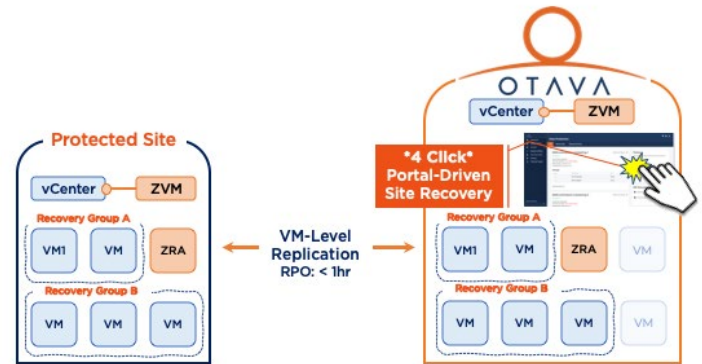 OTAVA
vCenter
ZVM
*4 Click*
Portal-Driven
Site Recovery
Protected Site
vCenter
ZVM
Recovery Group A
VM1
VM
ZRA
Recovery Group B
VM
VM
VM
VM-Level
Replication
RPO: < 1hr
Recovery Group A
VM1
VM
ZRA
VM
Recovery Group B
VM
VM
VM
VM